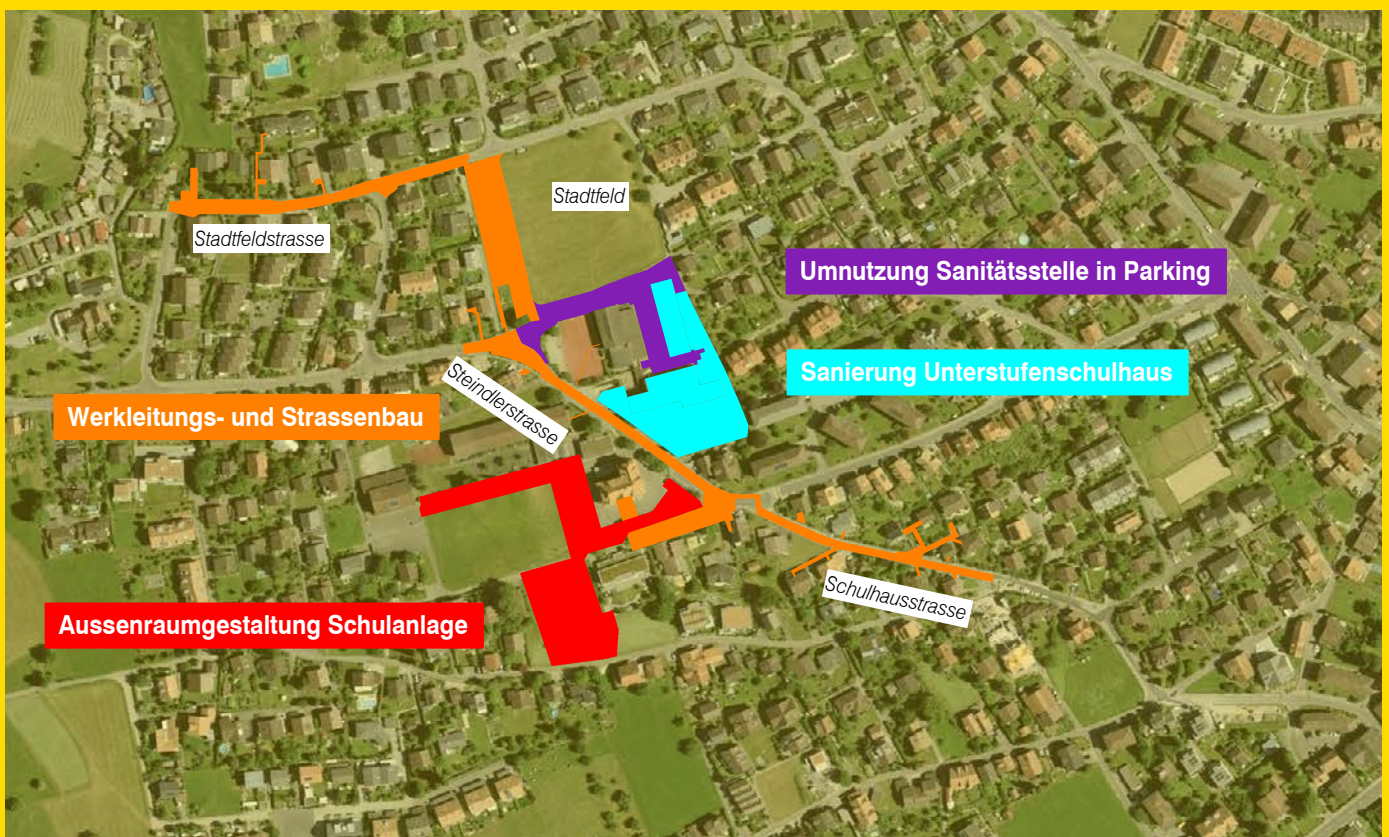 Stadtfeld
Stadtfeldstrasse
Umnutzung Sanitätsstelle in Parking
Sanierung Unterstufenschulhaus
Steindlerstrasse
Werkleitungs- und Strassenbau
Schulhausstrasse
Aussenraumgestaltung Schulanlage